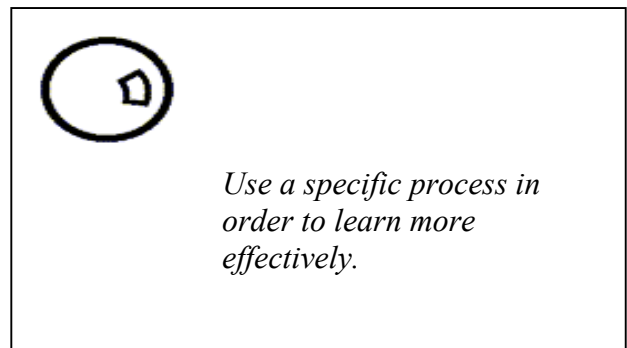 Use a specific process in
order to learn more
effectively.